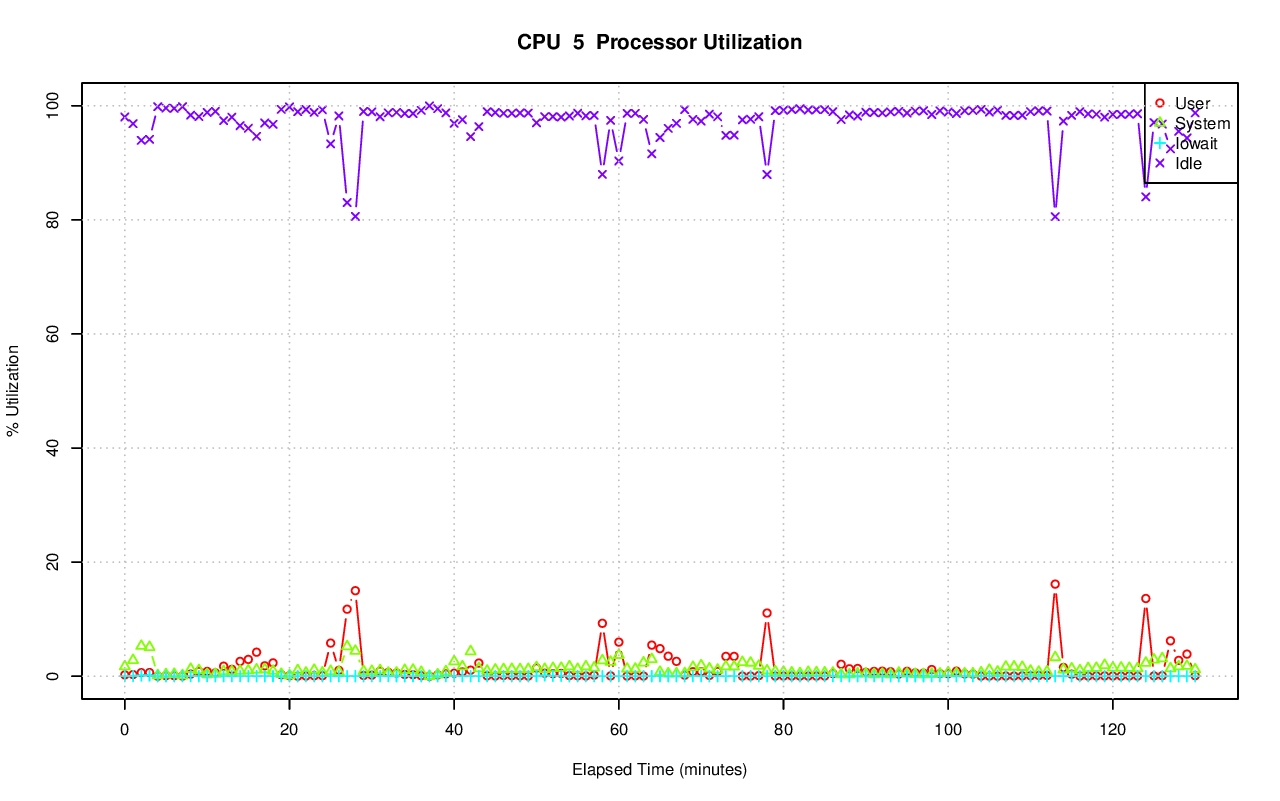 CPU  5  Processor Utilization
% Utilization
100
80
60
40
20
0
User
System
Iowait
Idle
0 20 40 60 80 100 120
Elapsed Time (minutes)